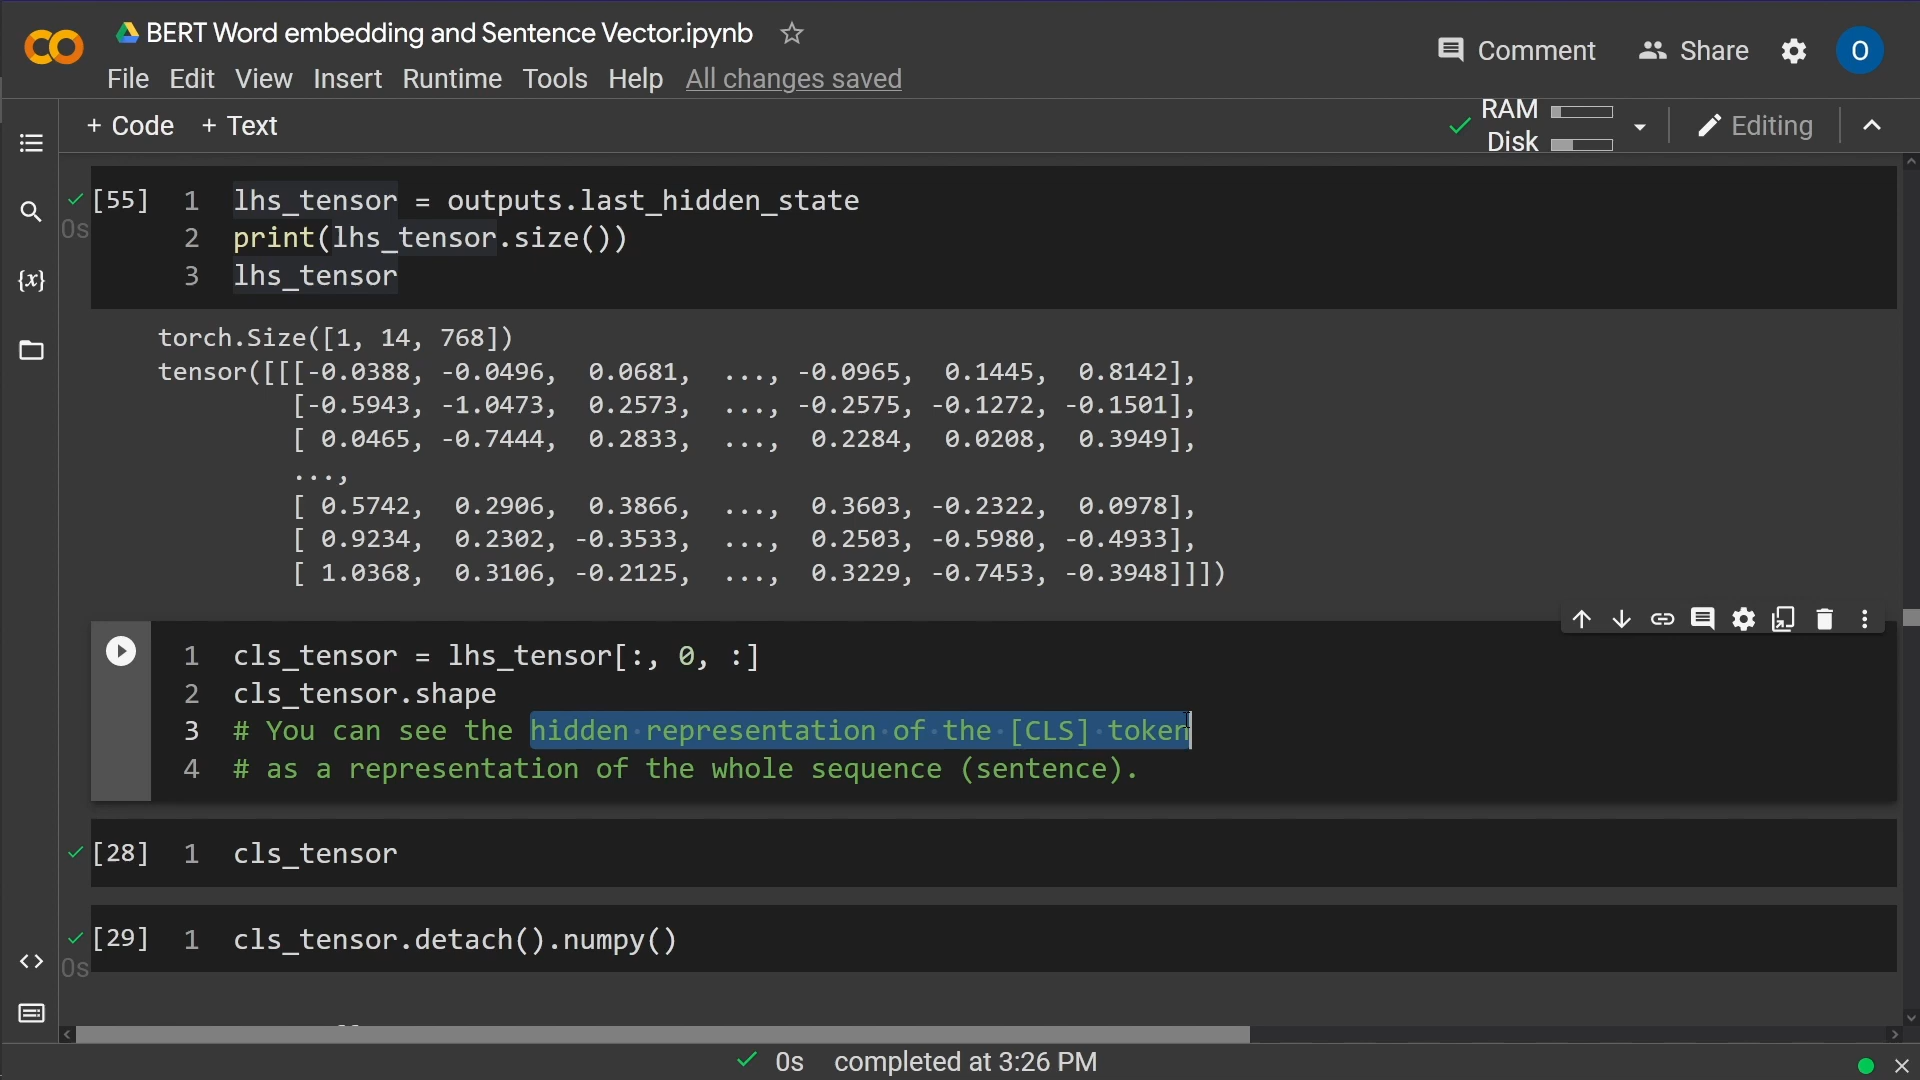 BERT Word embedding and Sentence Vector.ipynb
Comment
Share
O
File Edit View Insert Runtime Tools Help All changes saved
+ Code + Text
RAM
Disk
Editing
[55]
0s
1 lhs_tensor = outputs.last_hidden_state
2 print(lhs_tensor.size())
3 lhs_tensor
{x}
torch.Size([1, 14, 768])
tensor([[[-0.0388, -0.0496, 0.0681, ..., -0.0965, 0.1445, 0.8142],
[-0.5943, -1.0473, 0.2573, ..., -0.2575, -0.1272, -0.1501],
[ 0.0465, -0.7444, 0.2833, ..., 0.2284, 0.0208, 0.3949],
...,
[ 0.5742, 0.2906, 0.3866, ..., 0.3603, -0.2322, 0.0978],
[ 0.9234, 0.2302, -0.3533, ..., 0.2503, -0.5980, -0.4933],
[ 1.0368, 0.3106, -0.2125, ..., 0.3229, -0.7453, -0.3948]]])
1 cls_tensor = lhs_tensor[:, 0, :]
2 cls_tensor.shape
3 # You can see the hidden representation of the [CLS] token
4 # as a representation of the whole sequence (sentence).
[28] 1 cls_tensor
[29] 1 cls_tensor.detach().numpy()
0s
0s completed at 3:26 PM